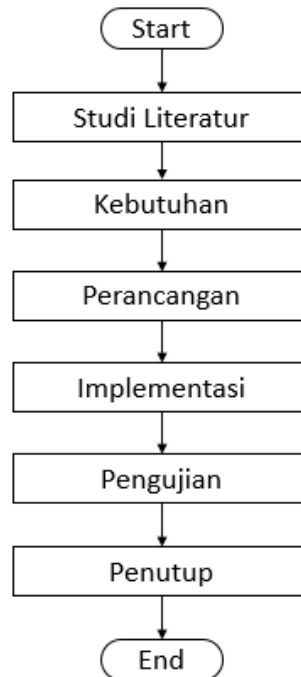 Start
Studi Literatur
Kebutuhan
Perancangan
Implementasi
Pengujian
Penutup
End